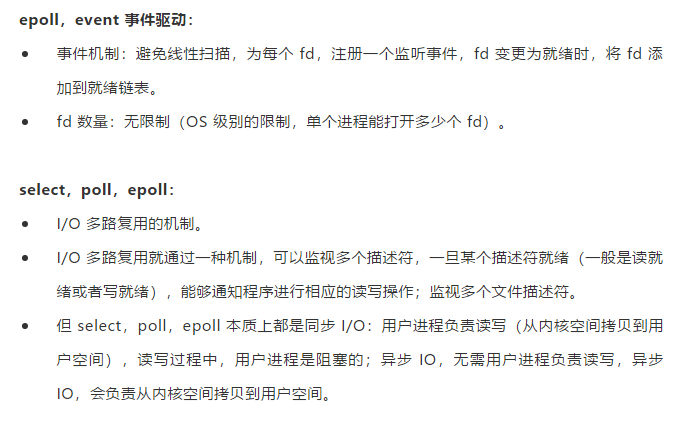 epoll，event 事件驱动：
● 事件机制：避免线性扫描，为每个 fd，注册一个监听事件，fd 变更为就绪时，将 fd 添
加到就绪链表。
● fd 数量：无限制（OS 级别的限制，单个进程能打开多少个 fd）。
select，poll，epoll：
● I/O 多路复用的机制。
● I/O 多路复用就通过一种机制，可以监视多个描述符，一旦某个描述符就绪（一般是读就
绪或者写就绪），能够通知程序进行相应的读写操作；监视多个文件描述符。
● 但 select，poll，epoll 本质上都是同步 I/O：用户进程负责读写（从内核空间拷贝到用
户空间），读写过程中，用户进程是阻塞的；异步 IO，无需用户进程负责读写，异步
IO，会负责从内核空间拷贝到用户空间。